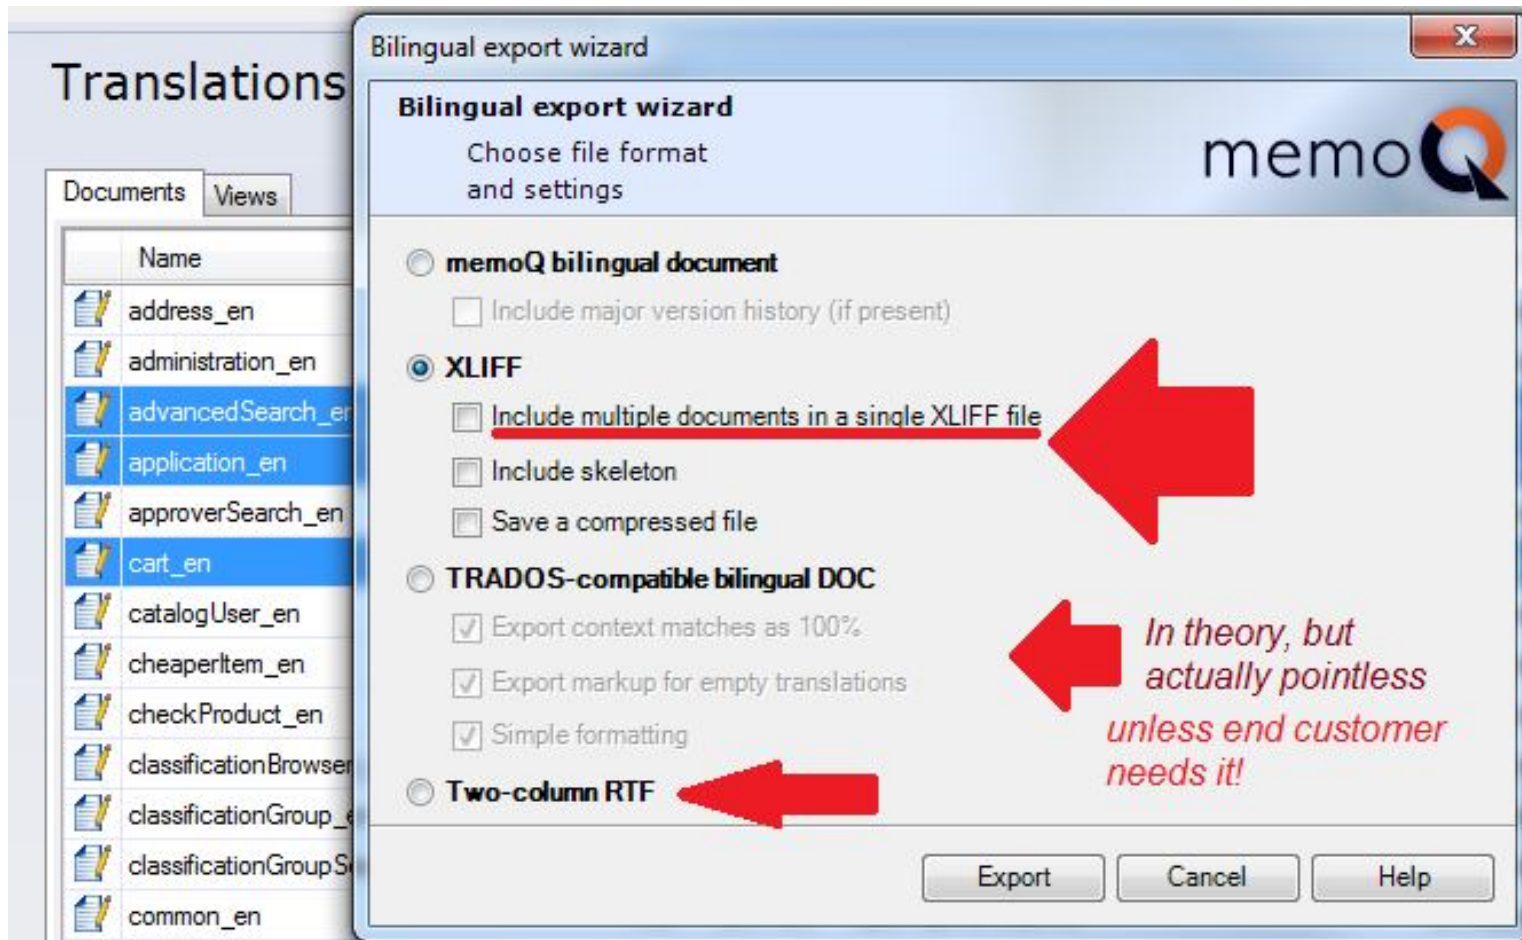 Translations
Documents
Views
Name
address_en
administration_en
advancedSearch_en
application_en
approverSearch_en
cart_en
catalogUser_en
cheaperItem_en
checkProduct_en
classificationBrowser
classificationGroup_e
classificationGroupSe
common_en
Bilingual export wizard
X
Bilingual export wizard
Choose file format
and settings
memoQ
memoQ bilingual document
Include major version history (if present)
XLIFF
Include multiple documents in a single XLIFF file
Include skeleton
Save a compressed file
TRADOS-compatible bilingual DOC
Export context matches as 100%
Export markup for empty translations
Simple formatting
In theory, but
actually pointless
unless end customer
needs it!
Two-column RTF
Export
Cancel
Help